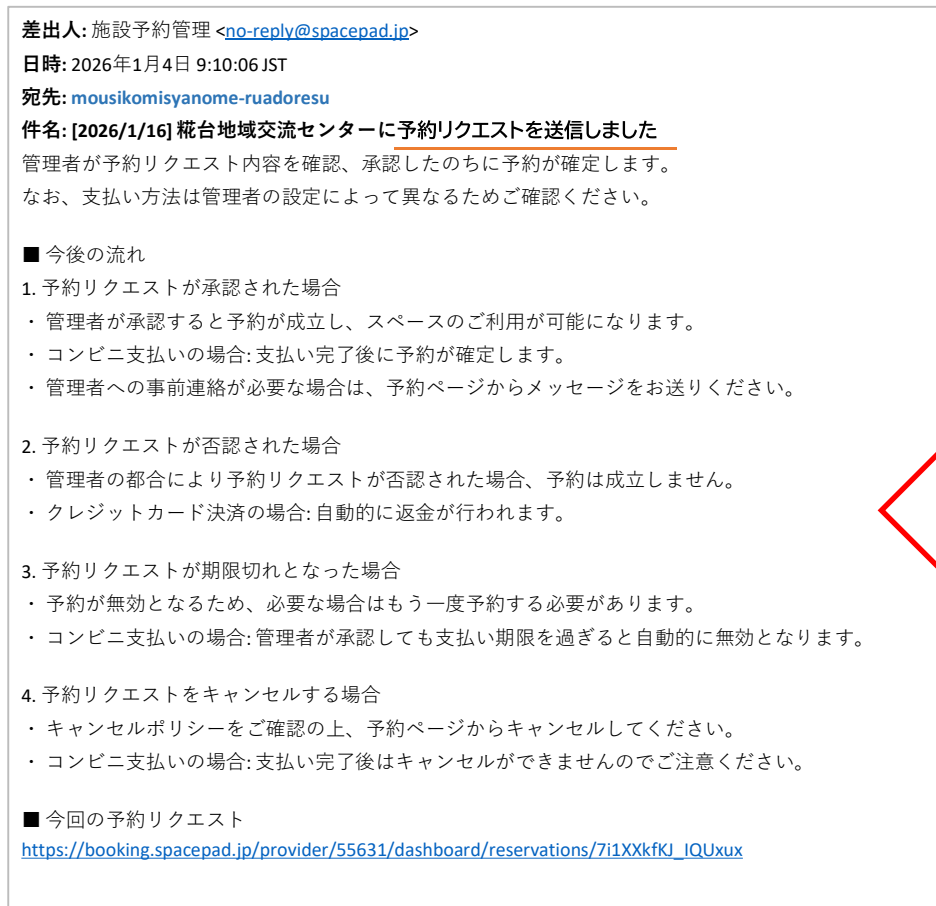 差出人: 施設予約管理 <no-reply@spacepad.jp>
日時: 2026年1月4日 9:10:06 JST
宛先: mousikomisyanome-ruadoresu
件名: [2026/1/16] 糀台地域交流センターに予約リクエストを送信しました
管理者が予約リクエスト内容を確認、承認したのちに予約が確定します。
なお、支払い方法は管理者の設定によって異なるためご確認ください。
■ 今後の流れ
1. 予約リクエストが承認された場合
・ 管理者が承認すると予約が成立し、スペースのご利用が可能になります。
・ コンビニ支払いの場合: 支払い完了後に予約が確定します。
・ 管理者への事前連絡が必要な場合は、予約ページからメッセージをお送りください。
2. 予約リクエストが否認された場合
・ 管理者の都合により予約リクエストが否認された場合、予約は成立しません。
・ クレジットカード決済の場合: 自動的に返金が行われます。
3. 予約リクエストが期限切れとなった場合
・ 予約が無効となるため、必要な場合はもう一度予約する必要があります。
・ コンビニ支払いの場合: 管理者が承認しても支払い期限を過ぎると自動的に無効となります。
4. 予約リクエストをキャンセルする場合
・ キャンセルポリシーをご確認の上、予約ページからキャンセルしてください。
・ コンビニ支払いの場合: 支払い完了後はキャンセルができませんのでご注意ください。
■ 今回の予約リクエスト
https://booking.spacepad.jp/provider/55631/dashboard/reservations/7i1XXkfKJ_IQUxux